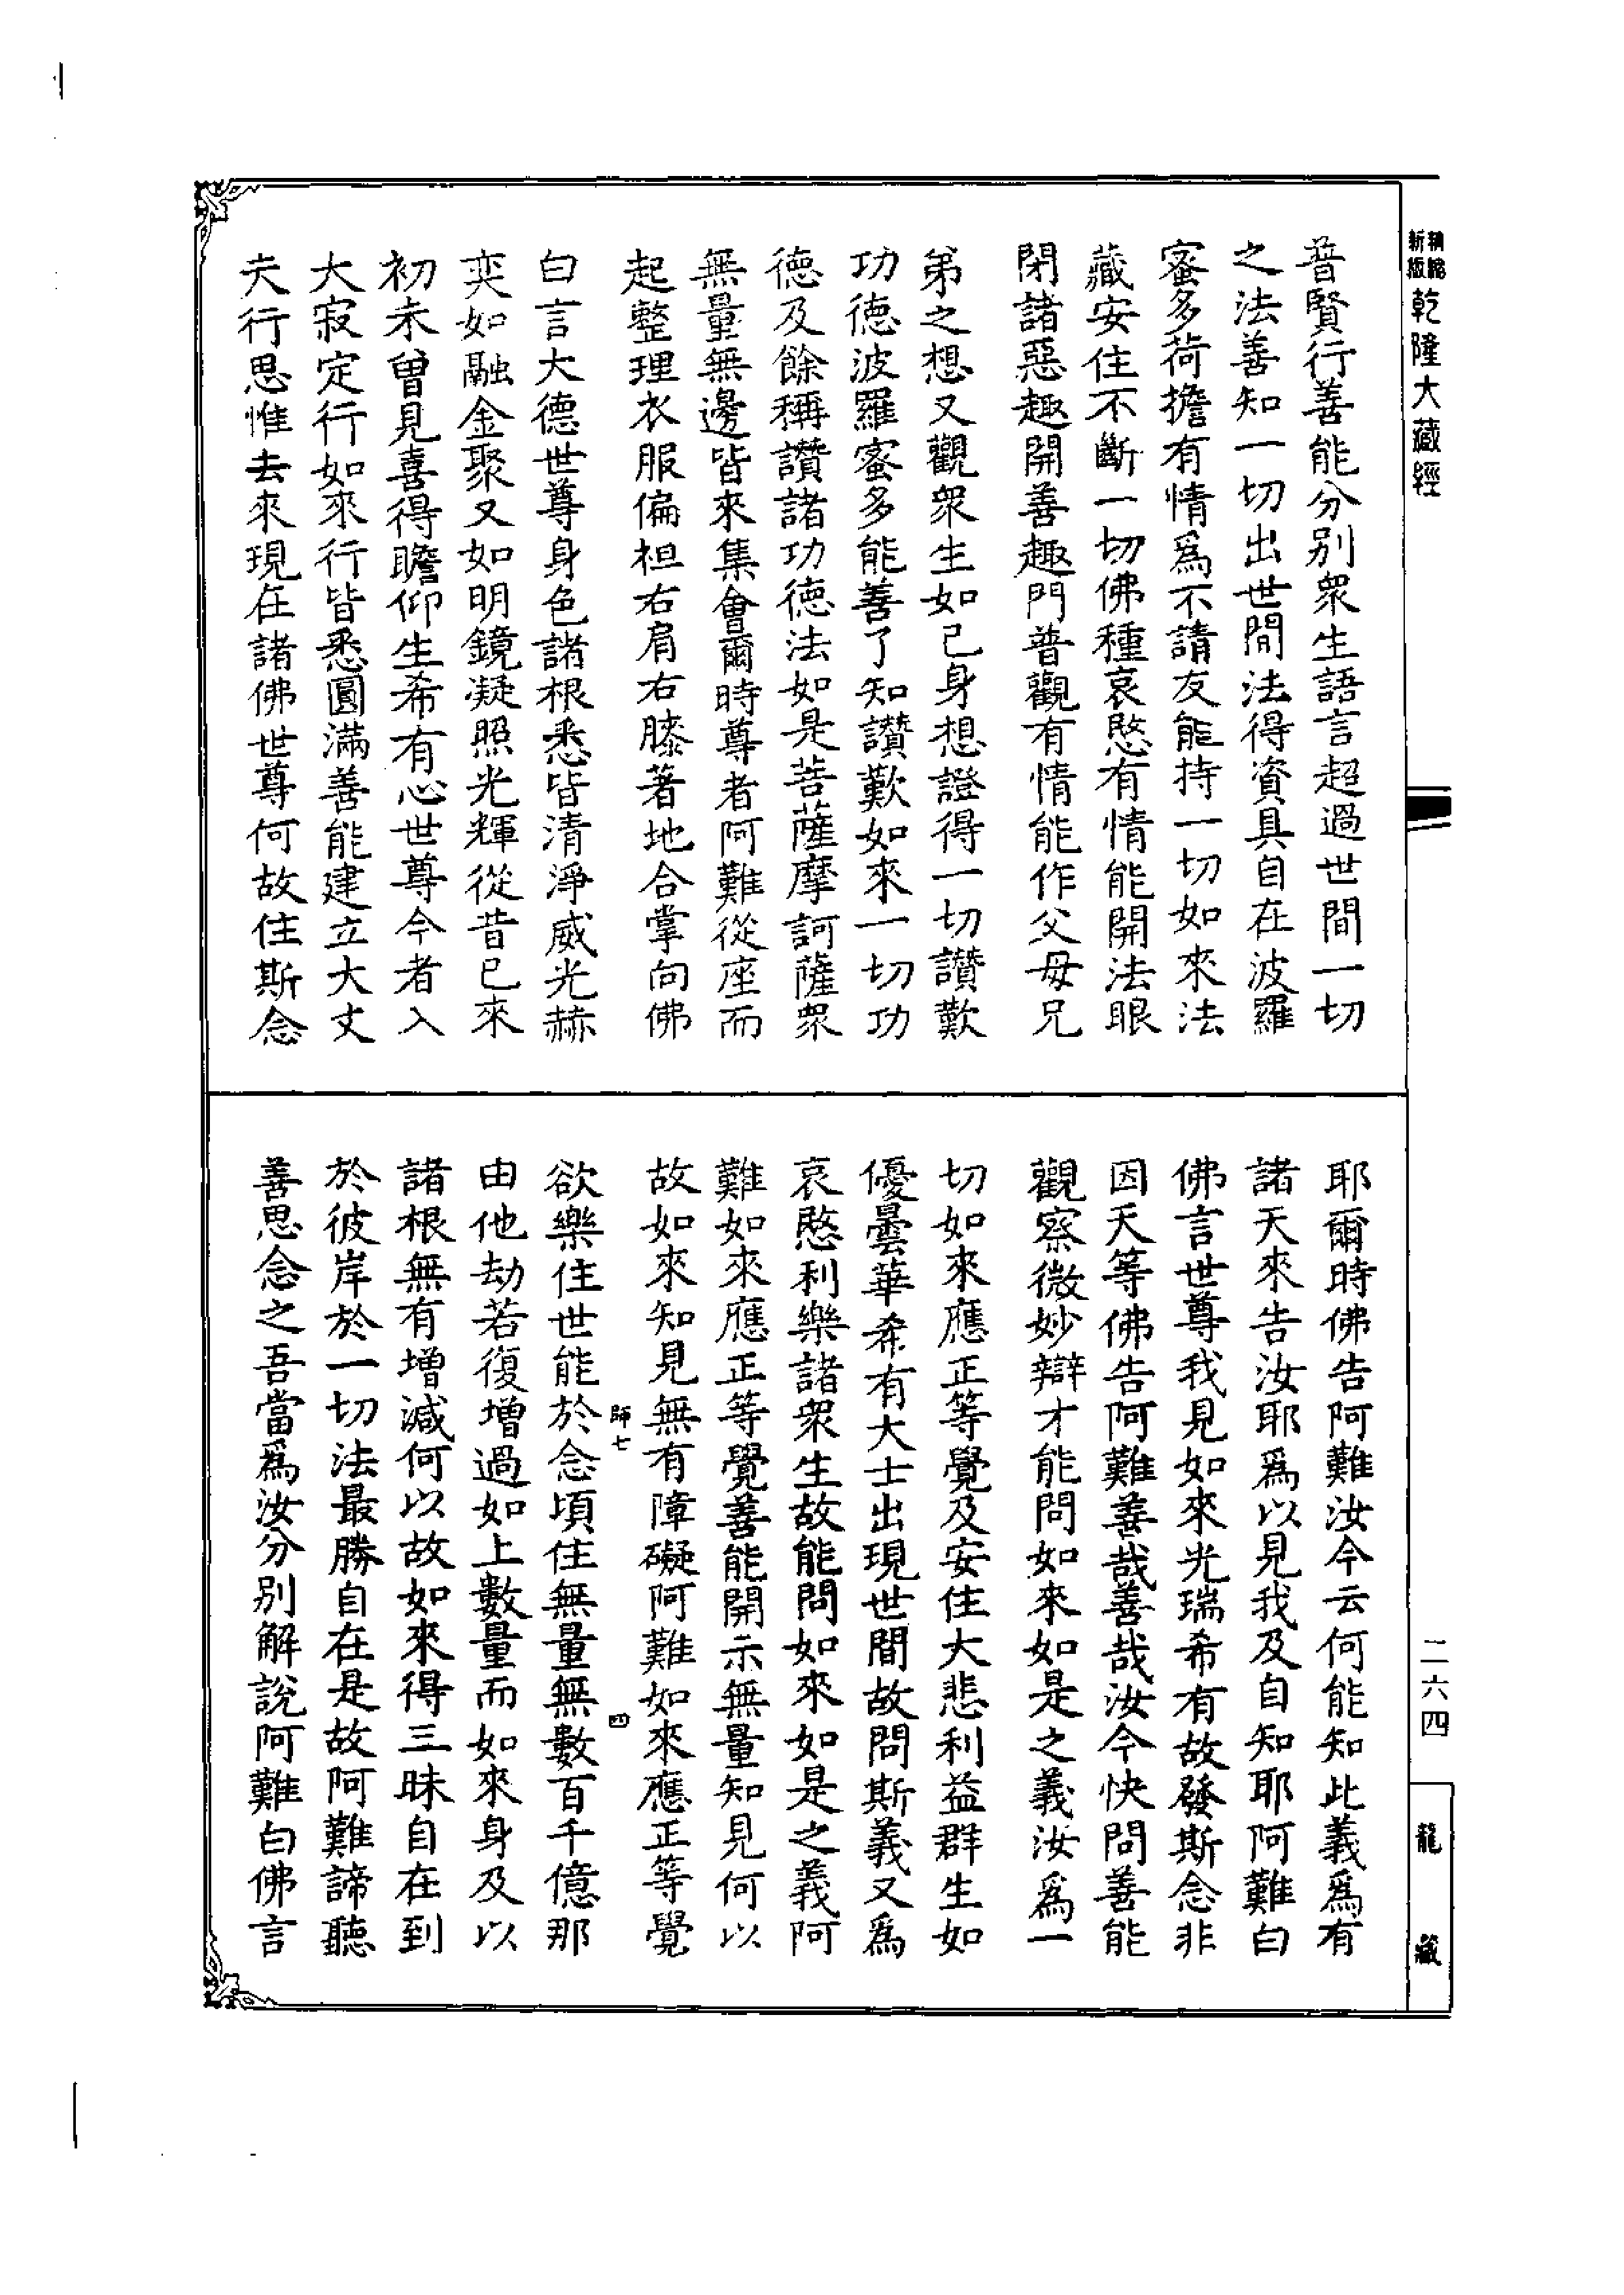 精縮
新版
乾隆大藏經
普賢行善能分別衆生語言超過世間一切
之法善知一切出世間法得資具自在波羅
蜜多荷擔有情爲不請友能持一切如來法
藏安住不斷一切佛種哀愍有情能開法眼
閉諸惡趣開善趣門普觀有情能作父母兄
弟之想又觀衆生如己身想證得一切讚歎
功德波羅蜜多能善了知讚歎如來一切功
德及餘稱讚諸功德法如是菩薩摩訶薩衆
無量無邊皆來集會爾時尊者阿難從座而
起整理衣服偏袒右肩右膝著地合掌向佛
白言大德世尊身色諸根悉皆清淨威光赫
奕如融金聚又如明鏡凝照光輝從昔已來
初未曾見喜得瞻仰生希有心世尊今者入
大寂定行如來行皆悉圓滿善能建立大丈
夫行思惟去來現在諸佛世尊何故住斯念
耶爾時佛告阿難汝今云何能知此義爲有
諸天來告汝耶爲以見我及自知耶阿難白
佛言世尊我見如來光瑞希有故發斯念非
因天等佛告阿難善哉善哉汝今快問善能
觀察微妙辯才能問如來如是之義汝爲一
切如來應正等覺及安住大悲利益群生如
優曇華希有大士出現世間故問斯義又爲
哀愍利樂諸衆生故能問如來如是之義阿
難如來應正等覺善能開示無量知見何以
故如來知見無有障礙阿難如來應正等覺
師七
四
欲樂住世能於念頃住無量無數百千億那
由他劫若復增過如上數量而如來身及以
諸根無有增減何以故如來得三昧自在到
於彼岸於一切法最勝自在是故阿難諦聽
善思念之吾當爲汝分別解說阿難白佛言
二六四
龍藏